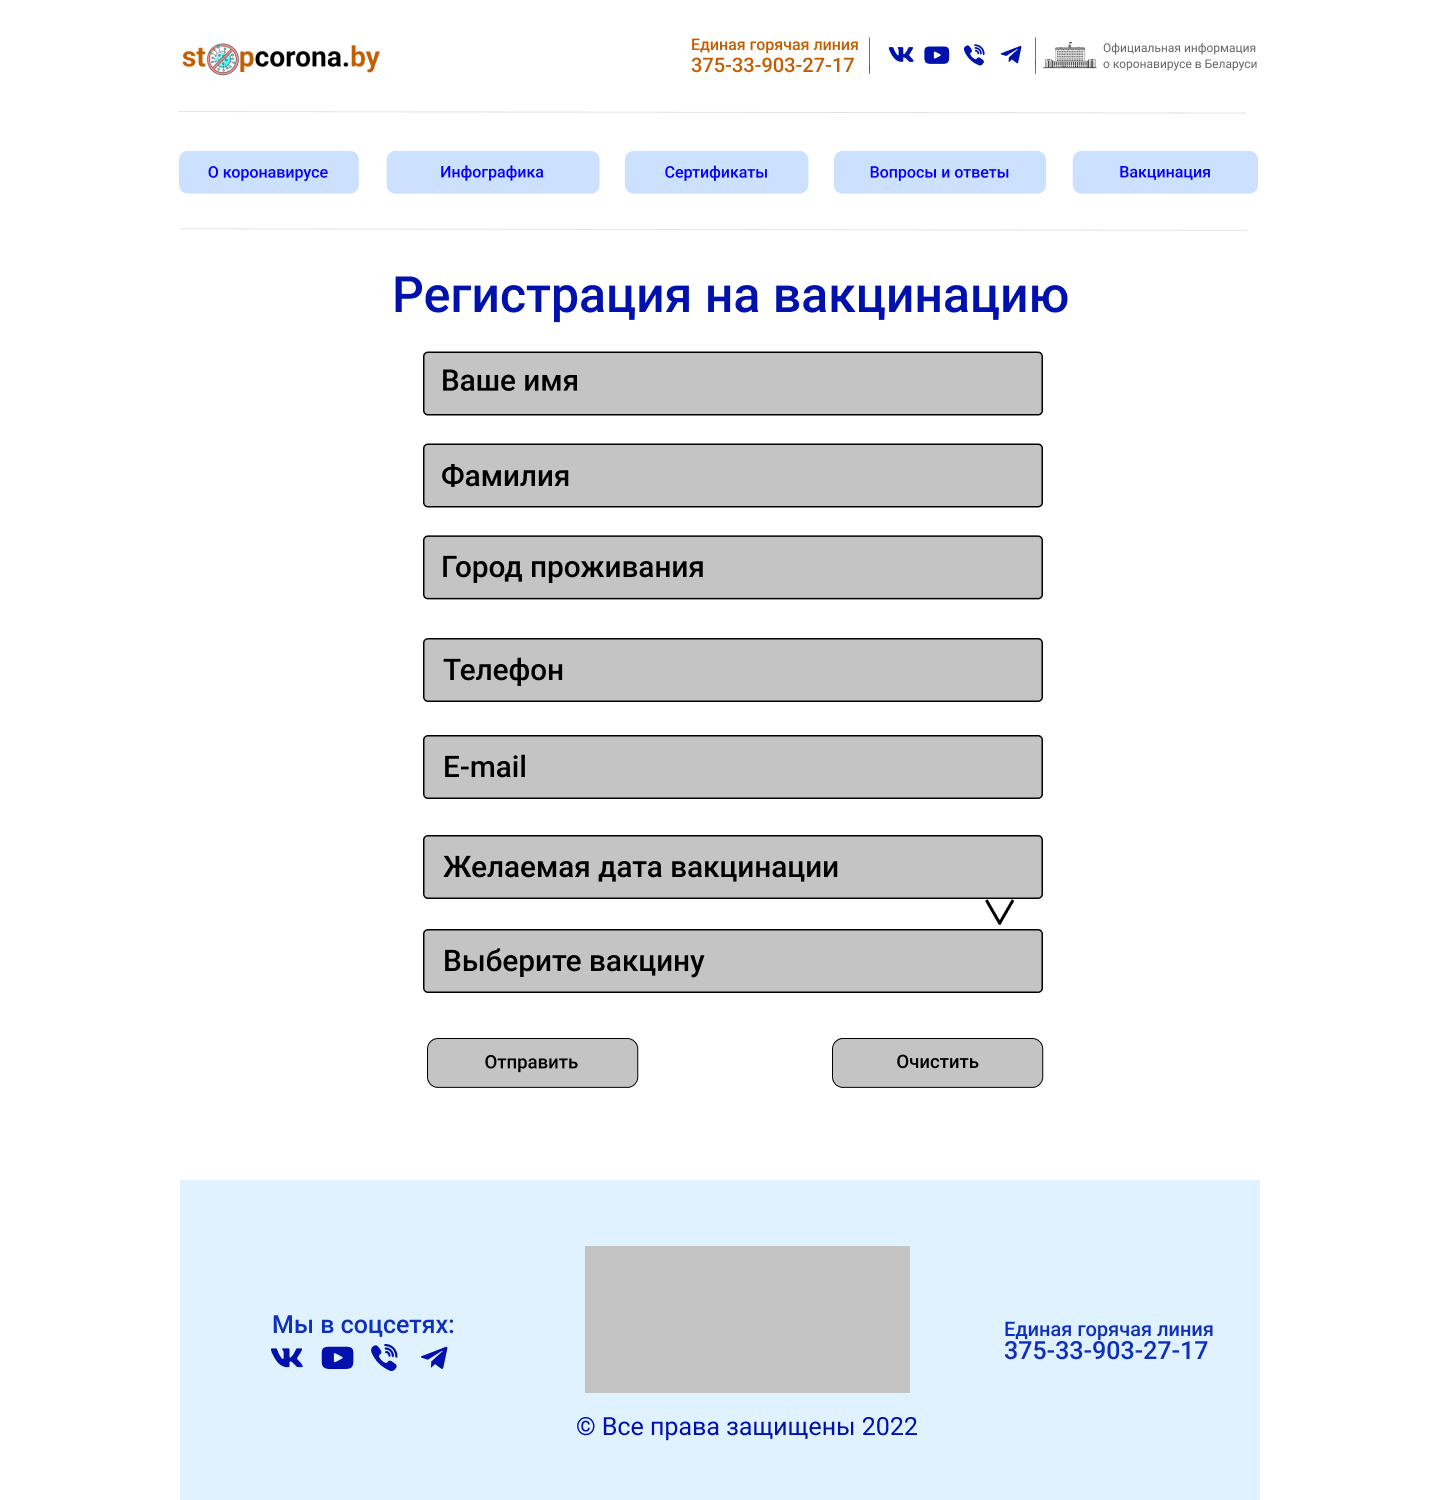 stopcorona.by
Единая горячая линия
375-33-903-27-17
Официальная информация
о коронавирусе в Беларуси
О коронавирусе
Инфографика
Сертификаты
Вопросы и ответы
Вакцинация
Регистрация на вакцинацию
Ваше имя
Фамилия
Город проживания
Телефон
E-mail
Желаемая дата вакцинации
Выберите вакцину
Отправить
Очистить
Мы в соцсетях:
Единая горячая линия
375-33-903-27-17
© Все права защищены 2022